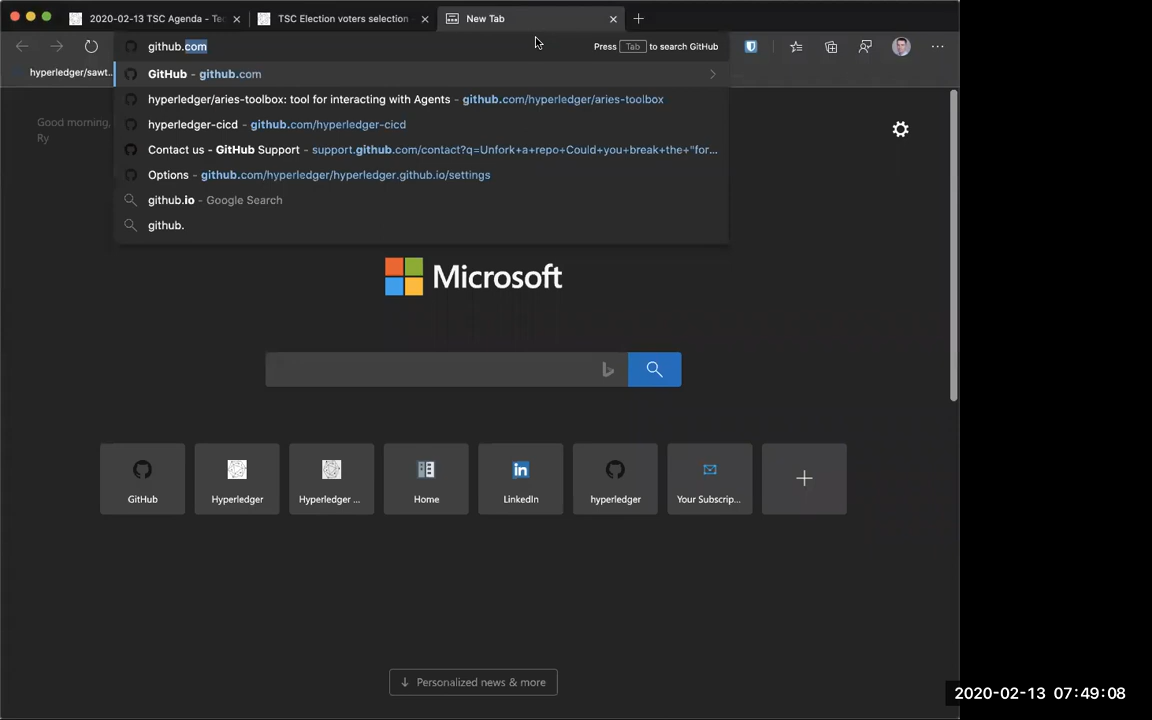 2020-02-13 TSC Agenda - Te
TSC Election voters selection
New Tab
github.com
Press Tab to search GitHub
hyperledger/sawt...
GitHub - github.com
hyperledger/aries-toolbox: tool for interacting with Agents - github.com/hyperledger/aries-toolbox
hyperledger-cicd - github.com/hyperledger-cicd
Contact us - GitHub Support - support.github.com/contact?q=Unfork+a+repo+Could+you+break+the+"for...
Options - github.com/hyperledger/hyperledger.github.io/settings
github.io - Google Search
github.
Good morning,
Ry
Microsoft
GitHub
Hyperledger
Hyperledger ...
Home
LinkedIn
hyperledger
Your Subscrip...
Personalized news & more
2020-02-13 07:49:08